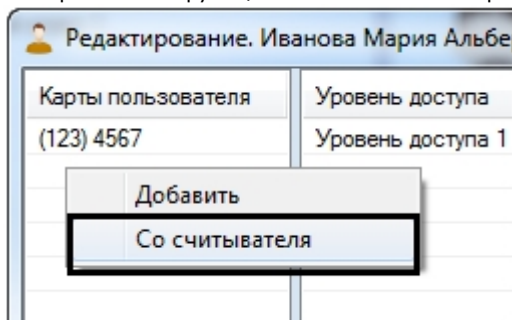 Редактирование. Иванова Мария Альбе
Карты пользователя Уровень доступа
(123) 4567 Уровень доступа 1
Добавить
Со считывателя